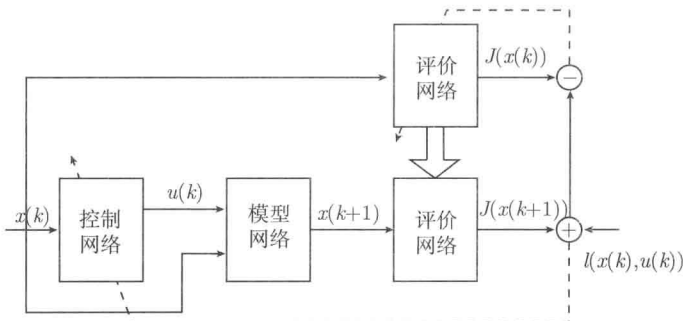 评价
网络
J(x(k))
−
x(k)
控制
网络
u(k)
模型
网络
x(k+1)
评价
网络
J(x(k+1))
+
l(x(k),u(k))